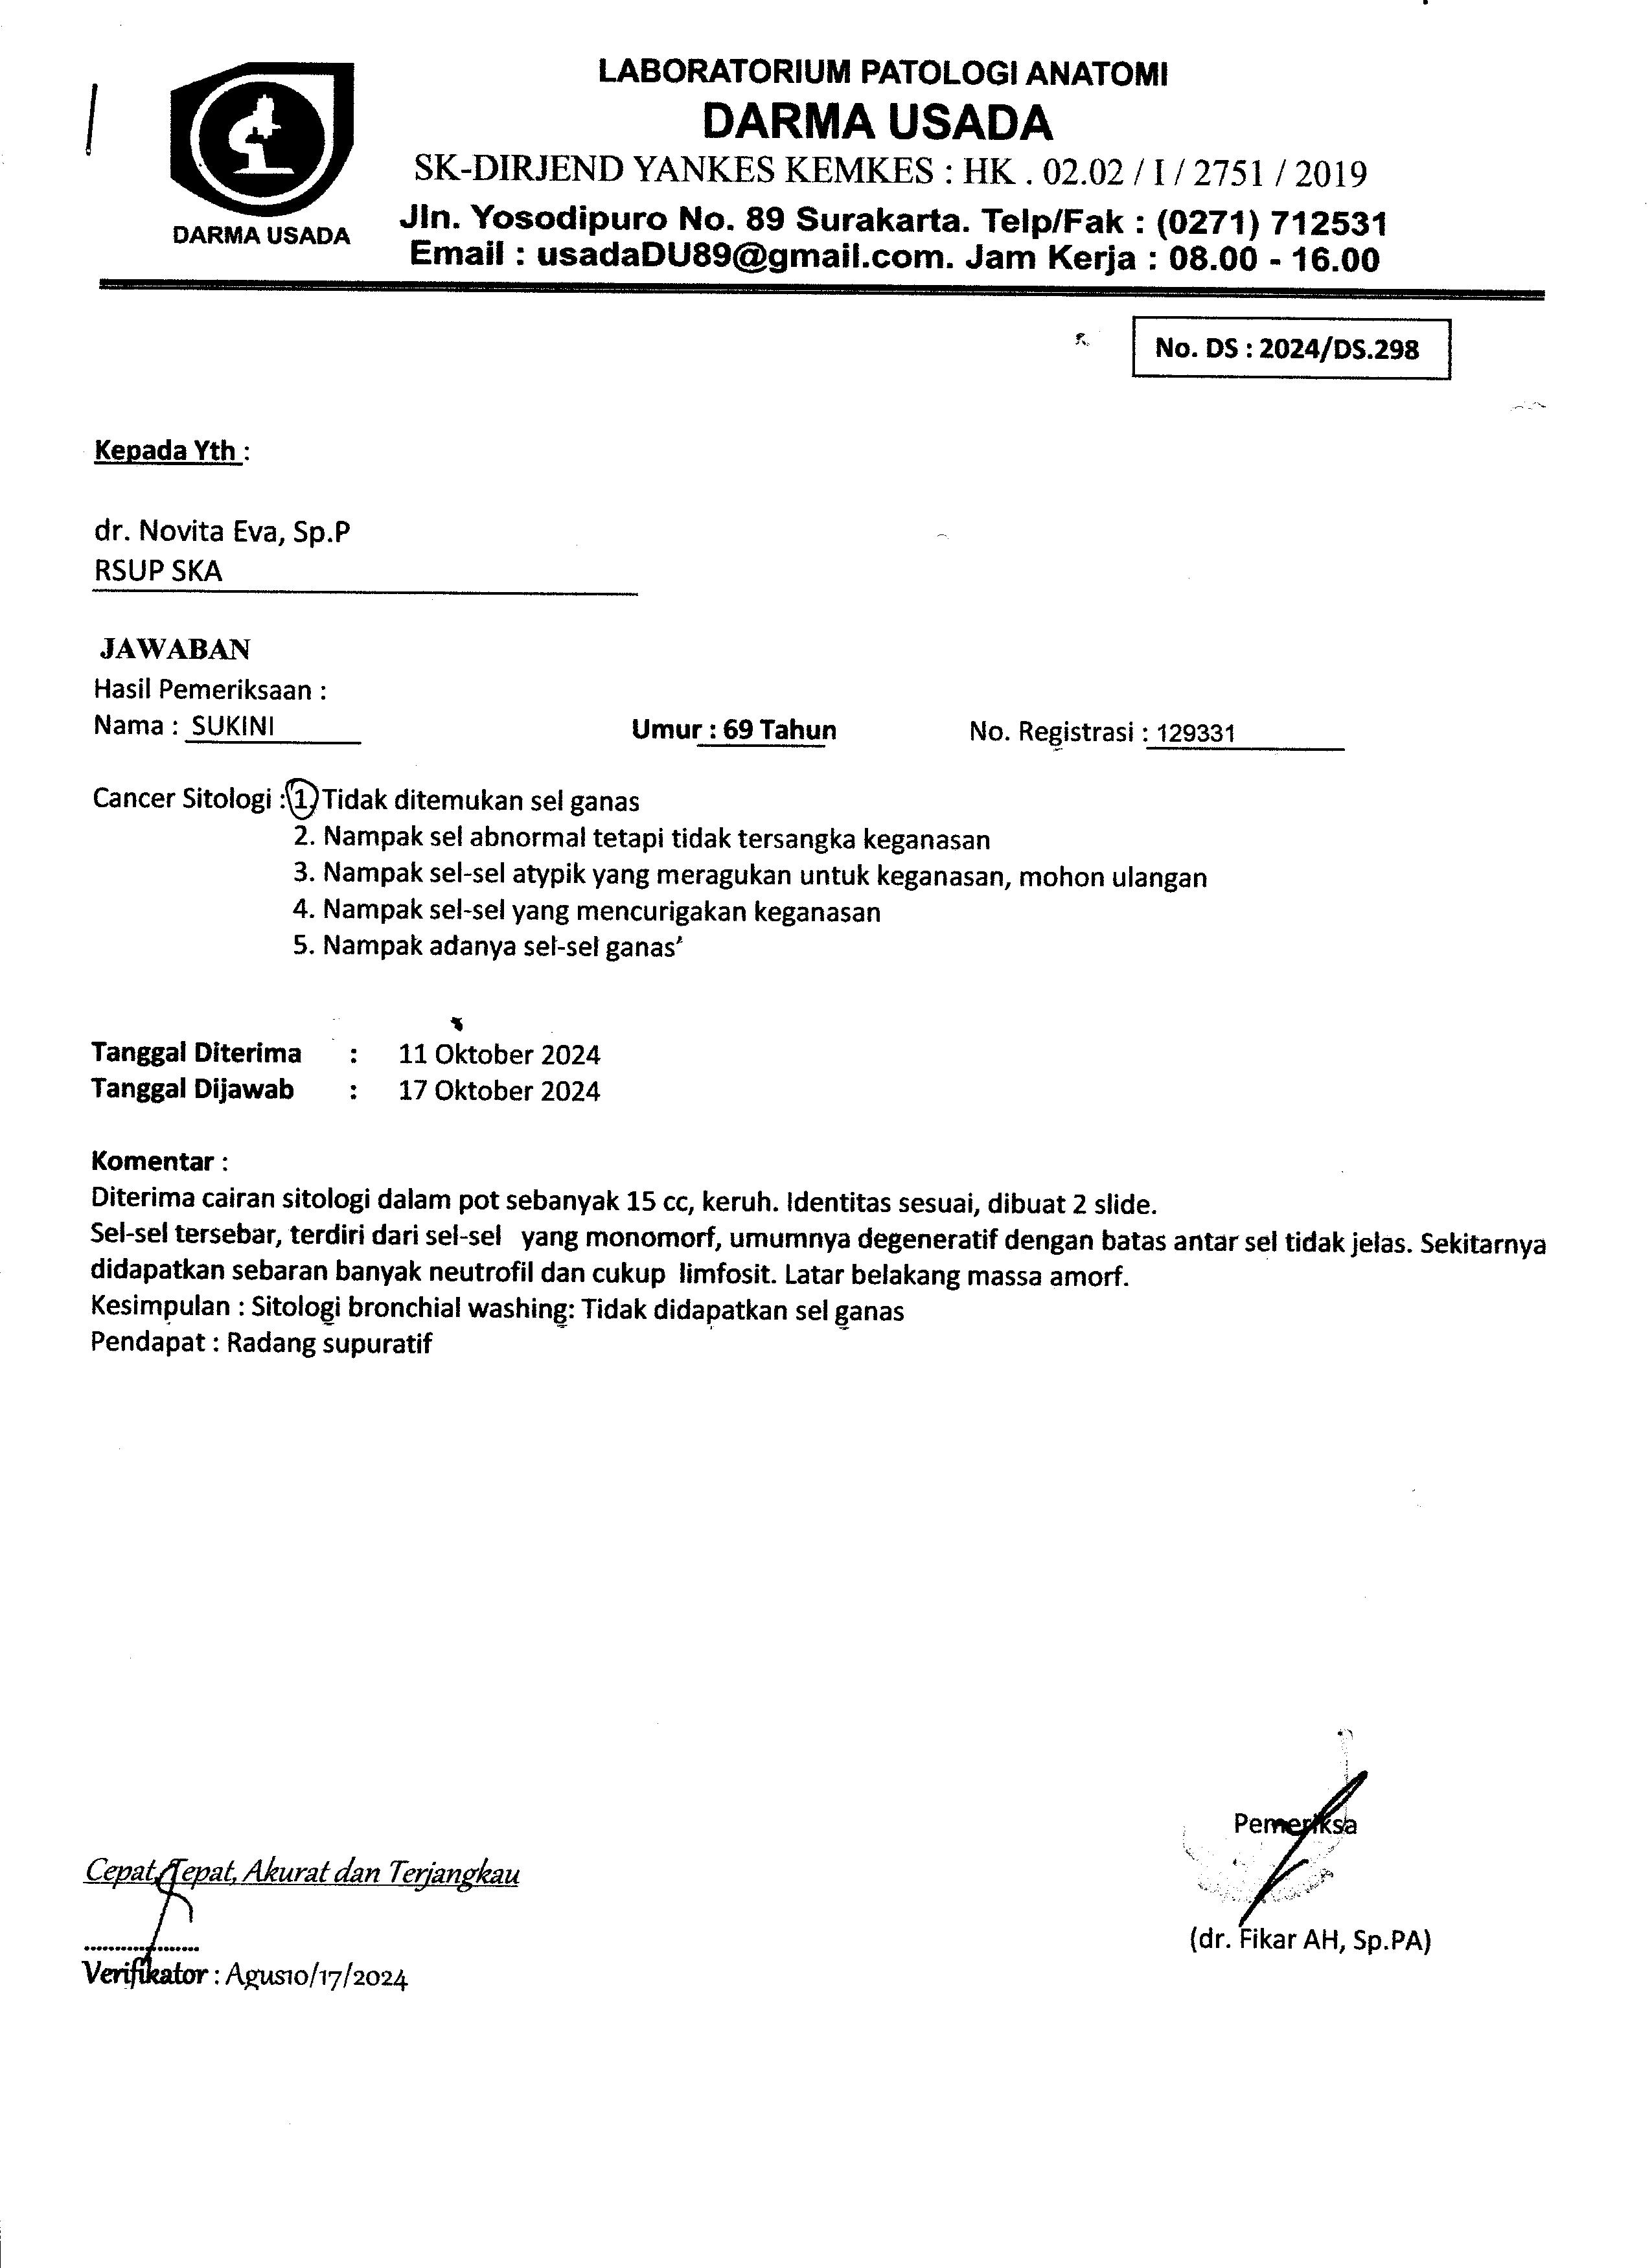 LABORATORIUM PATOLOGI ANATOMI
DARMA USADA
SK-DIRJEND YANKES KEMKES : HK . 02.02 / I / 2751 / 2019
Jln. Yosodipuro No. 89 Surakarta. Telp/Fak : (0271) 712531
Email : usadaDU89@gmail.com. Jam Kerja : 08.00 - 16.00
DARMA USADA
No. DS : 2024/DS.298
Kepada Yth :
dr. Novita Eva, Sp.P
RSUP SKA
JAWABAN
Hasil Pemeriksaan :
Nama : SUKINI Umur : 69 Tahun No. Registrasi : 129331
Cancer Sitologi : 1. Tidak ditemukan sel ganas
2. Nampak sel abnormal tetapi tidak tersangka keganasan
3. Nampak sel-sel atypik yang meragukan untuk keganasan, mohon ulangan
4. Nampak sel-sel yang mencurigakan keganasan
5. Nampak adanya sel-sel ganas
Tanggal Diterima : 11 Oktober 2024
Tanggal Dijawab : 17 Oktober 2024
Komentar :
Diterima cairan sitologi dalam pot sebanyak 15 cc, keruh. Identitas sesuai, dibuat 2 slide.
Sel-sel tersebar, terdiri dari sel-sel yang monomorf, umumnya degeneratif dengan batas antar sel tidak jelas. Sekitarnya
didapatkan sebaran banyak neutrofil dan cukup limfosit. Latar belakang massa amorf.
Kesimpulan : Sitologi bronchial washing: Tidak didapatkan sel ganas
Pendapat : Radang supuratif
Pemeriksa
Cepat, Tepat, Akurat dan Terjangkau
(dr. Fikar AH, Sp.PA)
....................
Verifikator : Agus10/17/2024